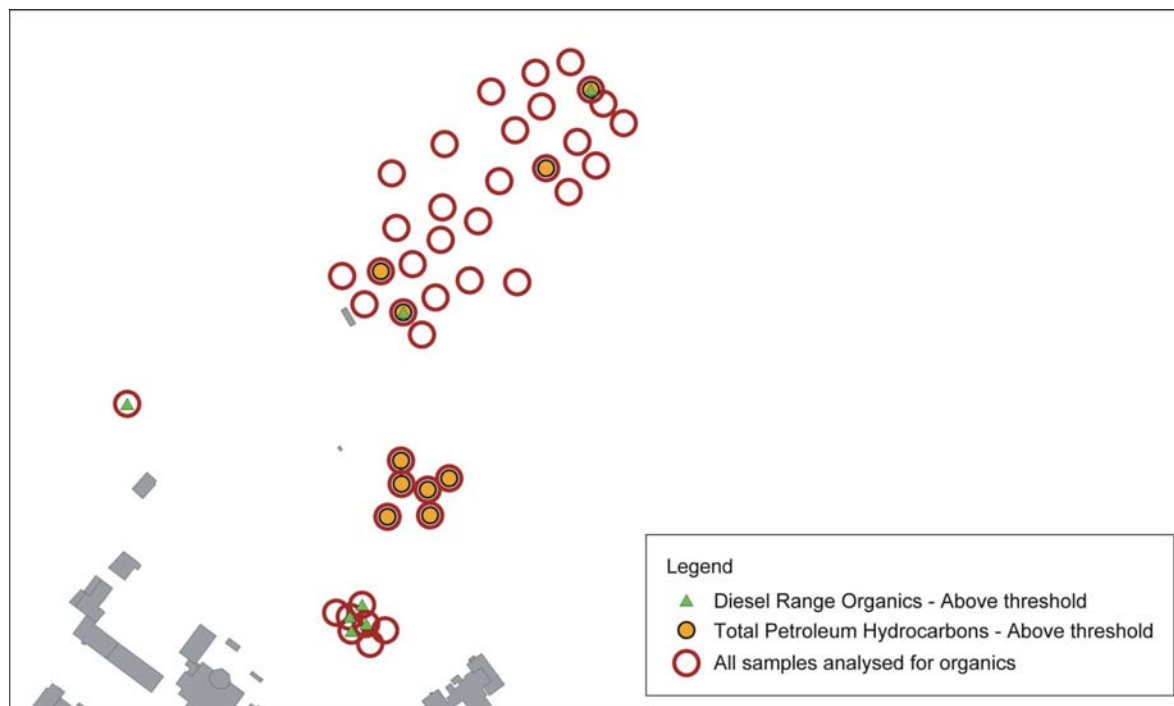 Legend
Diesel Range Organics - Above threshold
Total Petroleum Hydrocarbons - Above threshold
All samples analysed for organics